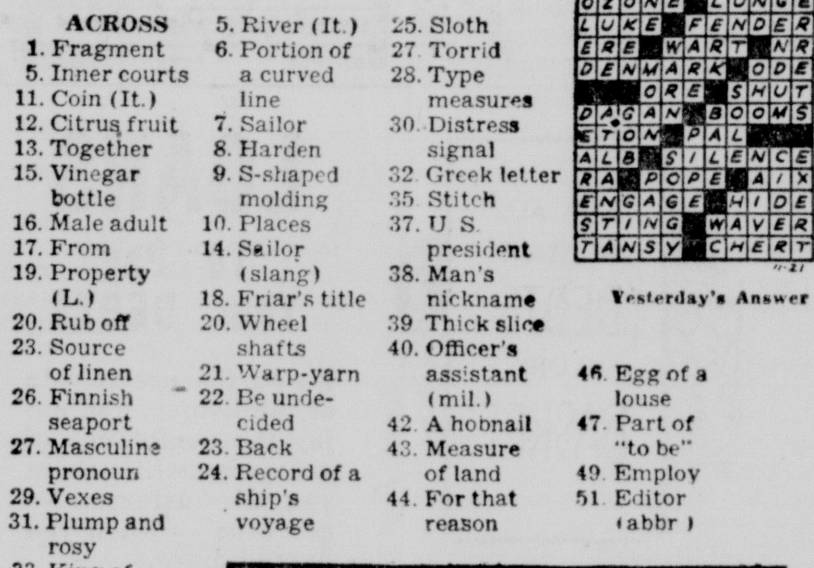 ACROSS
1. Fragment
5. Inner courts
11. Coin (It.)
12. Citrus fruit
13. Together
15. Vinegar
bottle
16. Male adult
17. From
19. Property
(L.)
20. Rub off
23. Source
of linen
26. Finnish
seaport
27. Masculine
pronoun
29. Vexes
31. Plump and
rosy
5. River (It.)
6. Portion of
a curved
line
7. Sailor
8. Harden
9. S-shaped
molding
10. Places
14. Sailor
(slang)
18. Friar's title
20. Wheel
shafts
21. Warp-yarn
22. Be unde-
cided
23. Back
24. Record of a
ship's
voyage
25. Sloth
27. Torrid
28. Type
measures
30. Distress
signal
32. Greek letter
35. Stitch
37. U. S.
president
38. Man's
nickname
39 Thick slice
40. Officer's
assistant
(mil.)
42. A hobnail
43. Measure
of land
44. For that
reason
OZONE LUNGE
LUKE FENDER
ERE WART NR
DENMARK ODE
ORE SHUT
DAGAN BOOMS
ETON PAL
ALB SILENCE
RA POPE AIX
ENGAGE HIDE
STING WAVER
TANSY CHERT
11-21
Yesterday's Answer
46. Egg of a
louse
47. Part of
"to be"
49. Employ
51. Editor
(abbr )